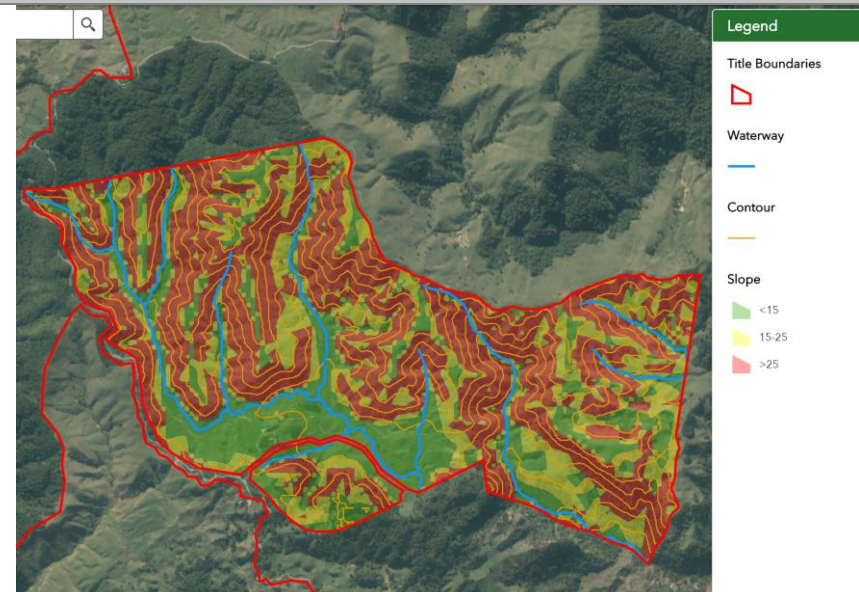 Legend
Title Boundaries
Waterway
Contour
Slope
<15
15-25
>25